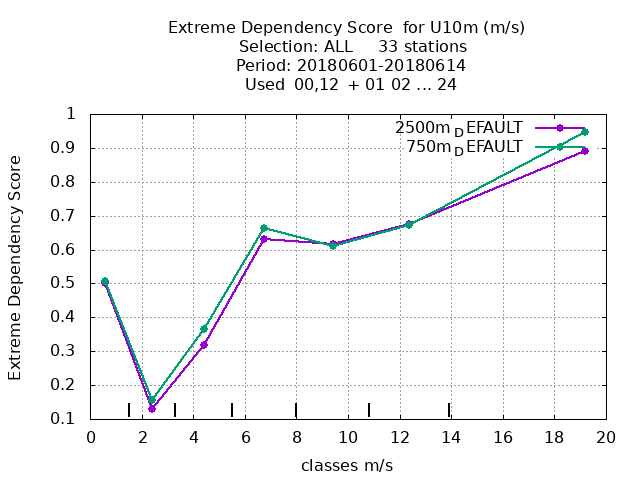 Extreme Dependency Score  for U10m (m/s)
Selection: ALL     33 stations
Period: 20180601-20180614
Used  00,12  + 01 02 ... 24
2500m_DEFAULT
750m_DEFAULT
Extreme Dependency Score
1
0.9
0.8
0.7
0.6
0.5
0.4
0.3
0.2
0.1
0 2 4 6 8 10 12 14 16 18 20
classes m/s